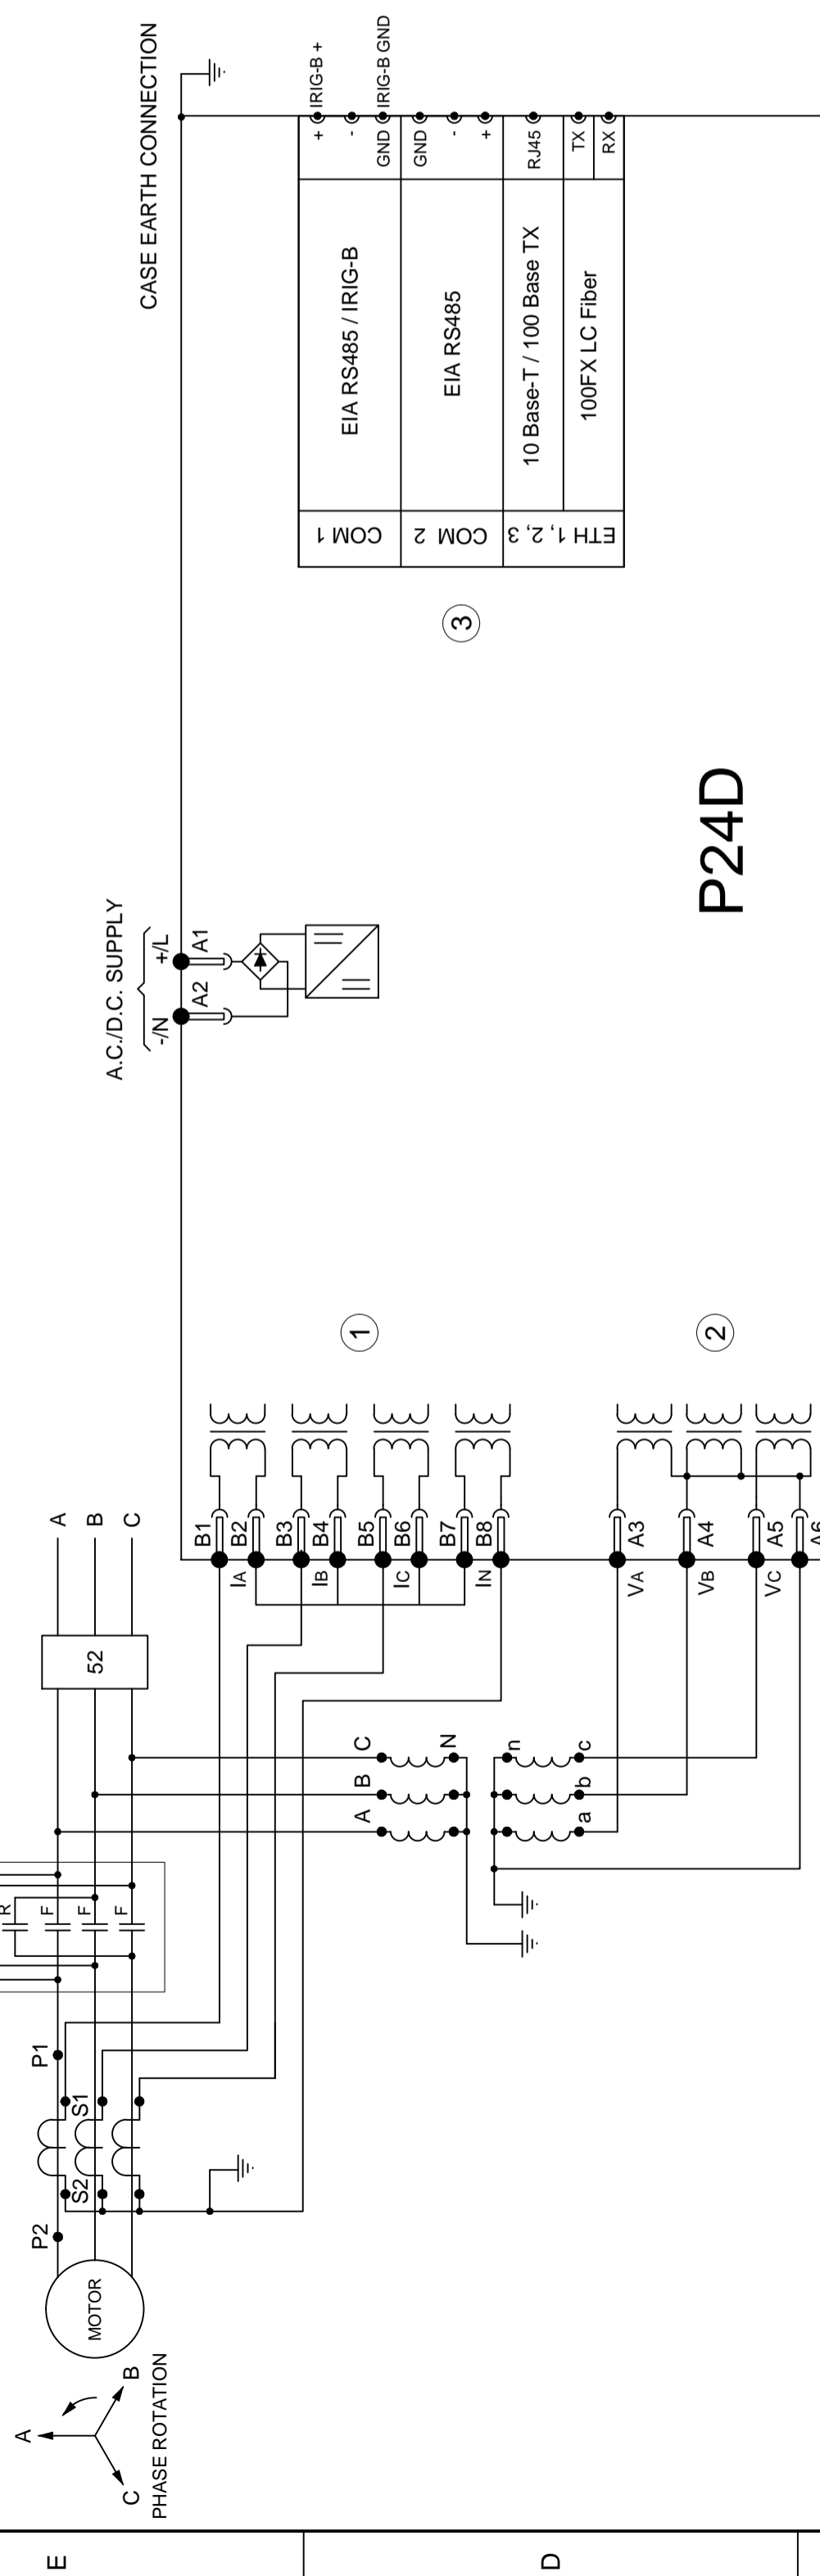 CASE EARTH CONNECTION
IRIG-B +
IRIG-B GND
+
-
GND
GND
-
+
RJ45
TX
RX
EIA RS485 / IRIG-B
EIA RS485
10 Base-T / 100 Base TX
100FX LC Fiber
COM 1
COM 2
ETH 1, 2, 3
3
P24D
A.C./D.C. SUPPLY
-/N
+/L
A2
A1
1
2
A
B
C
52
B1
B2
B3
B4
B5
B6
B7
B8
IA
IB
IC
IN
A3
A4
A5
A6
VA
VB
VC
A
B
C
N
n
a
b
c
R
F
F
F
P1
S1
S2
P2
MOTOR
A
B
C
PHASE ROTATION
E
D